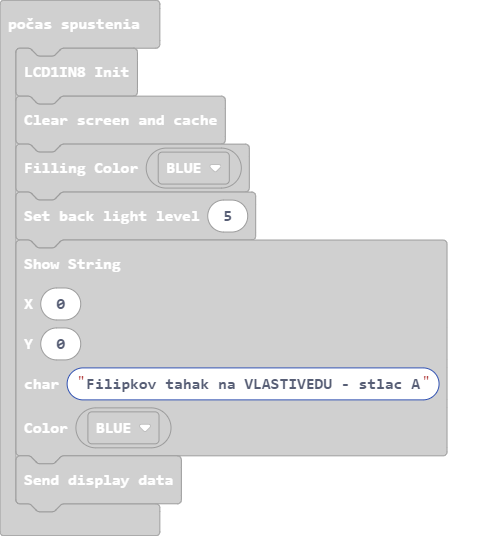 počas spustenia
LCD1IN8 Init
Clear screen and cache
Filling Color BLUE
Set back light level 5
Show String
X 0
Y 0
char "Filipkov tahak na VLASTIVEDU - stlac A"
Color BLUE
Send display data